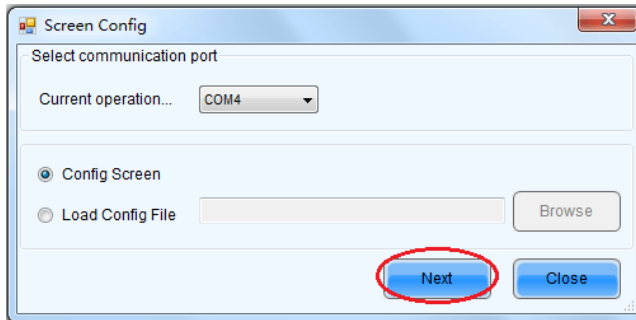 Screen Config
Select communication port
Current operation... COM4
Config Screen
Load Config File Browse
Next Close